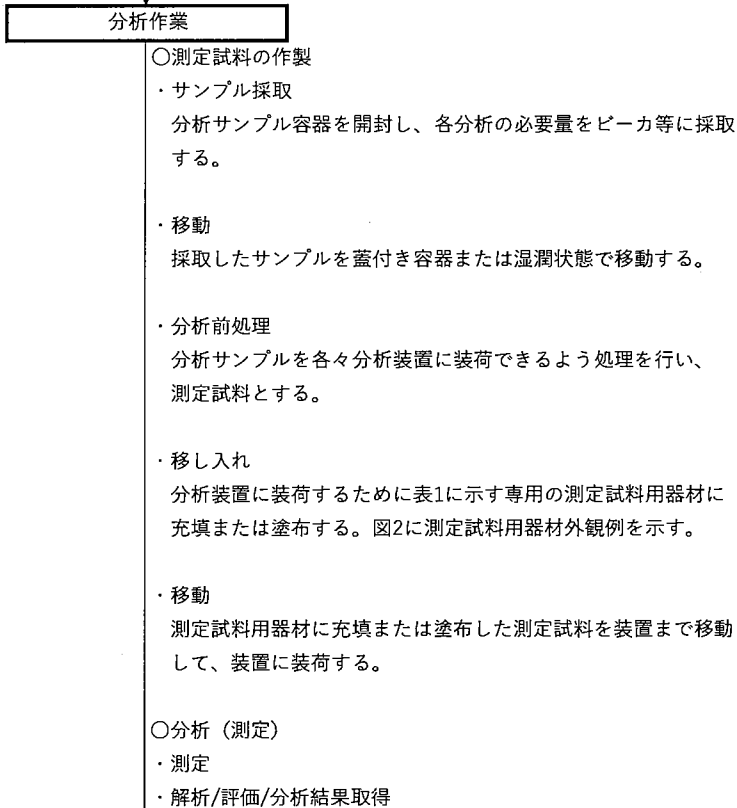 分析作業
○測定試料の作製
・サンプル採取
分析サンプル容器を開封し、各分析の必要量をビーカ等に採取
する。
・移動
採取したサンプルを蓋付き容器または湿潤状態で移動する。
・分析前処理
分析サンプルを各々分析装置に装荷できるよう処理を行い、
測定試料とする。
・移し入れ
分析装置に装荷するために表1に示す専用の測定試料用器材に
充填または塗布する。図2に測定試料用器材外観例を示す。
・移動
測定試料用器材に充填または塗布した測定試料を装置まで移動
して、装置に装荷する。
○分析（測定）
・測定
・解析/評価/分析結果取得